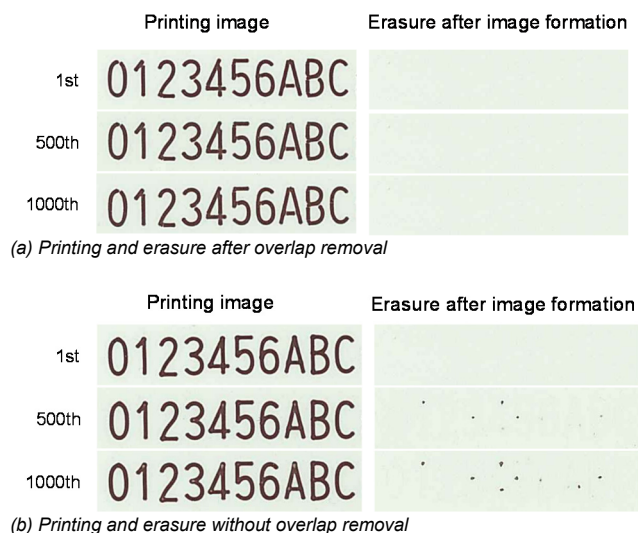 Printing image Erasure after image formation
1st 0123456ABC
500th 0123456ABC
1000th 0123456ABC
(a) Printing and erasure after overlap removal
Printing image Erasure after image formation
1st 0123456ABC
500th 0123456ABC
1000th 0123456ABC
(b) Printing and erasure without overlap removal